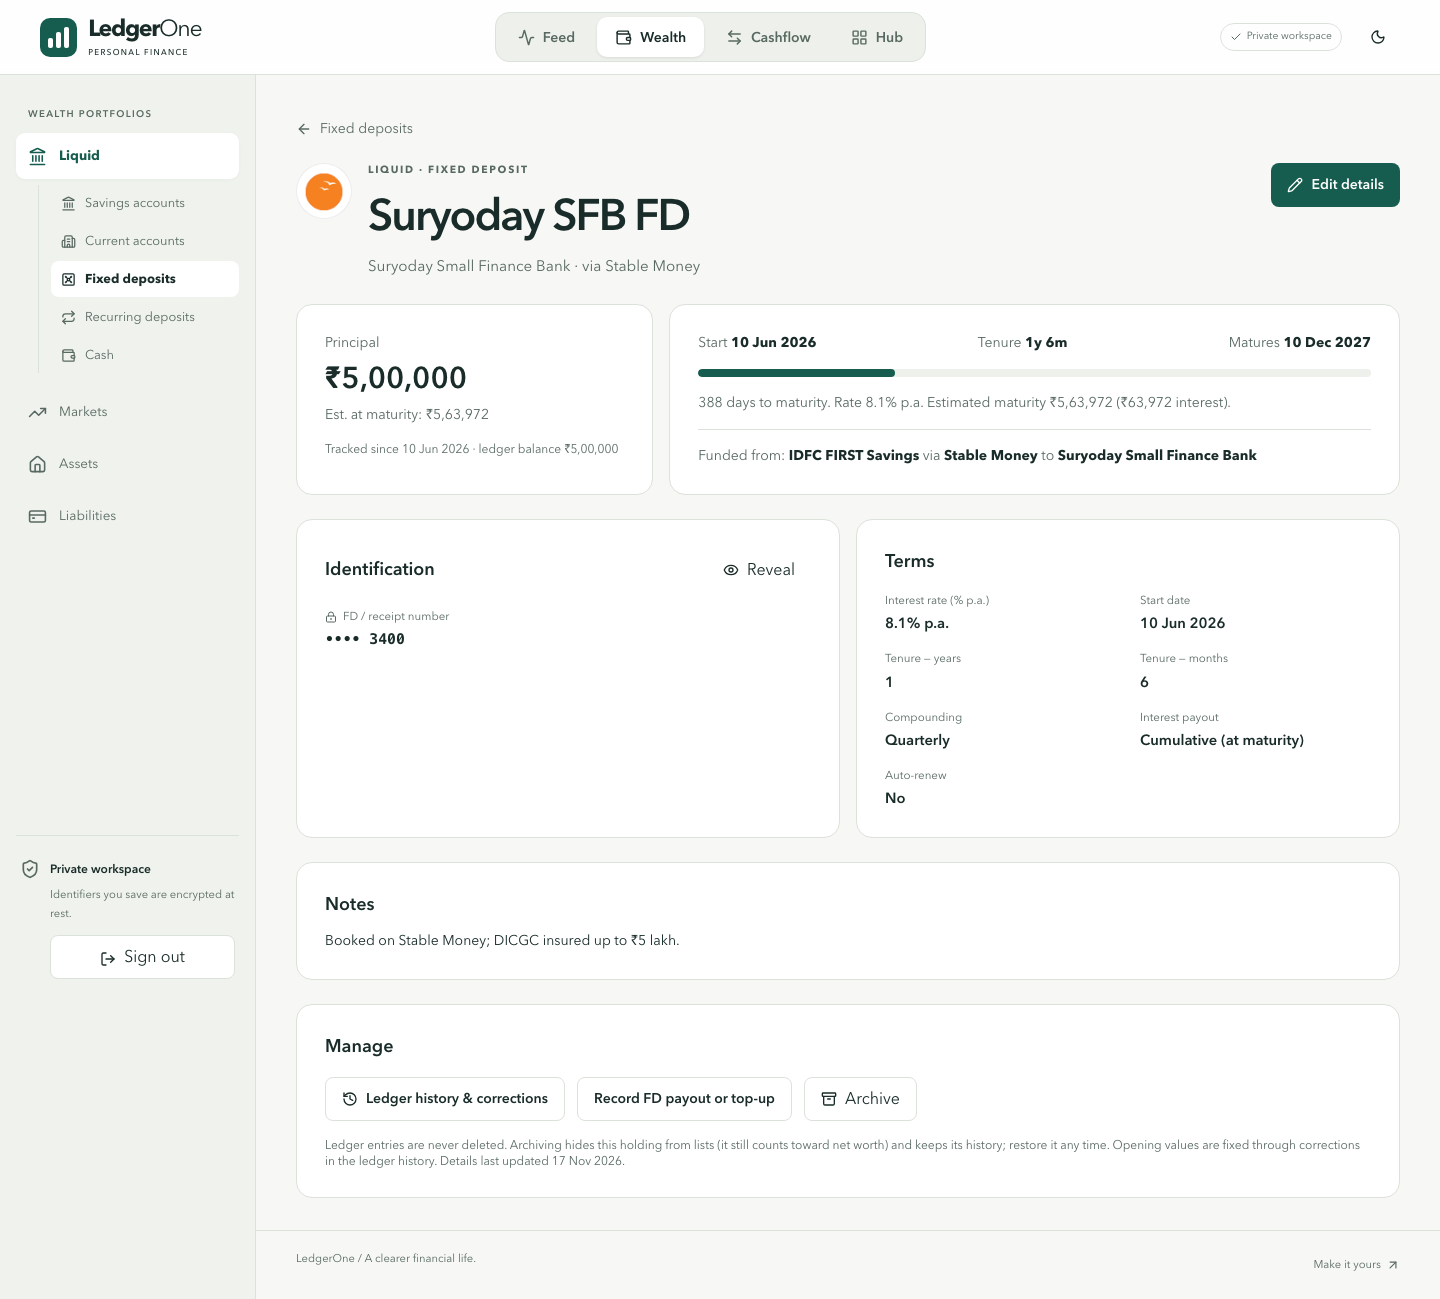 LedgerOne
PERSONAL FINANCE
Feed
Wealth
Cashflow
Hub
Private workspace
WEALTH PORTFOLIOS
Liquid
Savings accounts
Current accounts
Fixed deposits
Recurring deposits
Cash
Markets
Assets
Liabilities
Private workspace
Identifiers you save are encrypted at
rest.
Sign out
Fixed deposits
LIQUID · FIXED DEPOSIT
Suryoday SFB FD
Suryoday Small Finance Bank · via Stable Money
Edit details
Principal
₹5,00,000
Est. at maturity: ₹5,63,972
Tracked since 10 Jun 2026 · ledger balance ₹5,00,000
Start 10 Jun 2026
Tenure 1y 6m
Matures 10 Dec 2027
388 days to maturity. Rate 8.1% p.a. Estimated maturity ₹5,63,972 (₹63,972 interest).
Funded from: IDFC FIRST Savings via Stable Money to Suryoday Small Finance Bank
Identification
Reveal
FD / receipt number
•••• 3400
Terms
Interest rate (% p.a.)
8.1% p.a.
Start date
10 Jun 2026
Tenure – years
1
Tenure – months
6
Compounding
Quarterly
Interest payout
Cumulative (at maturity)
Auto-renew
No
Notes
Booked on Stable Money; DICGC insured up to ₹5 lakh.
Manage
Ledger history & corrections
Record FD payout or top-up
Archive
Ledger entries are never deleted. Archiving hides this holding from lists (it still counts toward net worth) and keeps its history; restore it any time. Opening values are fixed through corrections
in the ledger history. Details last updated 17 Nov 2026.
LedgerOne / A clearer financial life.
Make it yours